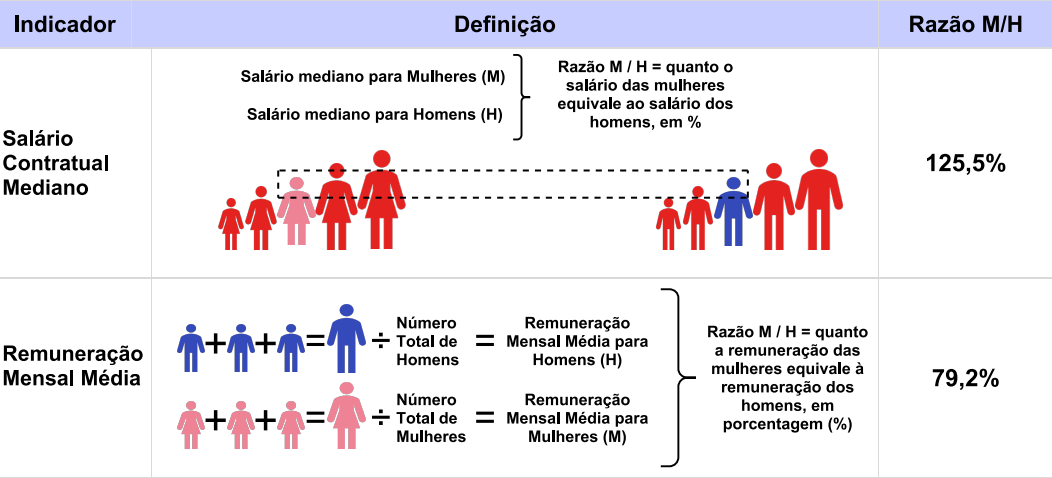 Indicador
Definição
Razão M/H
Salário
Contratual
Mediano
Salário mediano para Mulheres (M)
Salário mediano para Homens (H)
Razão M / H = quanto o
salário das mulheres
equivale ao salário dos
homens, em %
125,5%
Remuneração
Mensal Média
+ + = ÷
Número
Total de
Homens
=
Remuneração
Mensal Média para
Homens (H)
+ + = ÷
Número
Total de
Mulheres
=
Remuneração
Mensal Média para
Mulheres (M)
Razão M / H = quanto
a remuneração das
mulheres equivale à
remuneração dos
homens, em
porcentagem (%)
79,2%